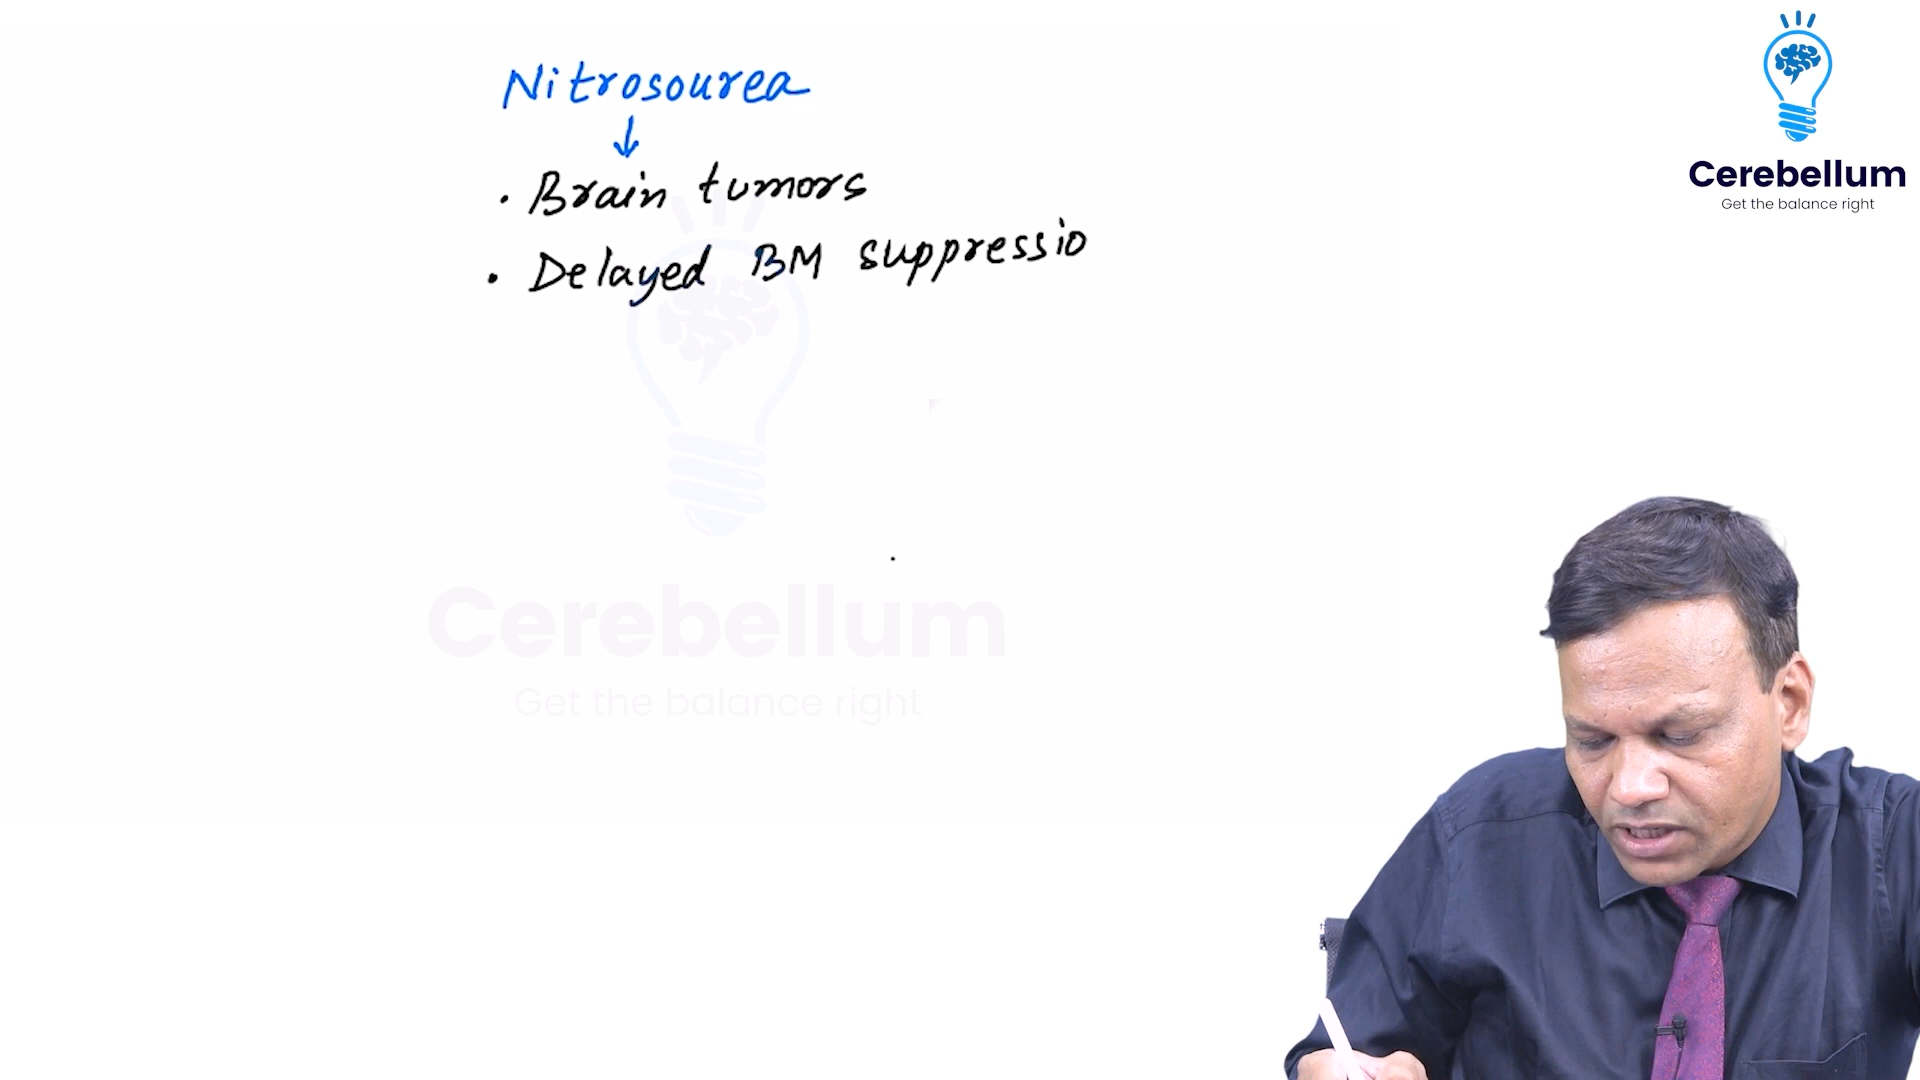 Nitrosourea
↓
. Brain tumors
. Delayed BM suppressio
Cerebellum
Get the balance right
Cerebellum
Get the balance right